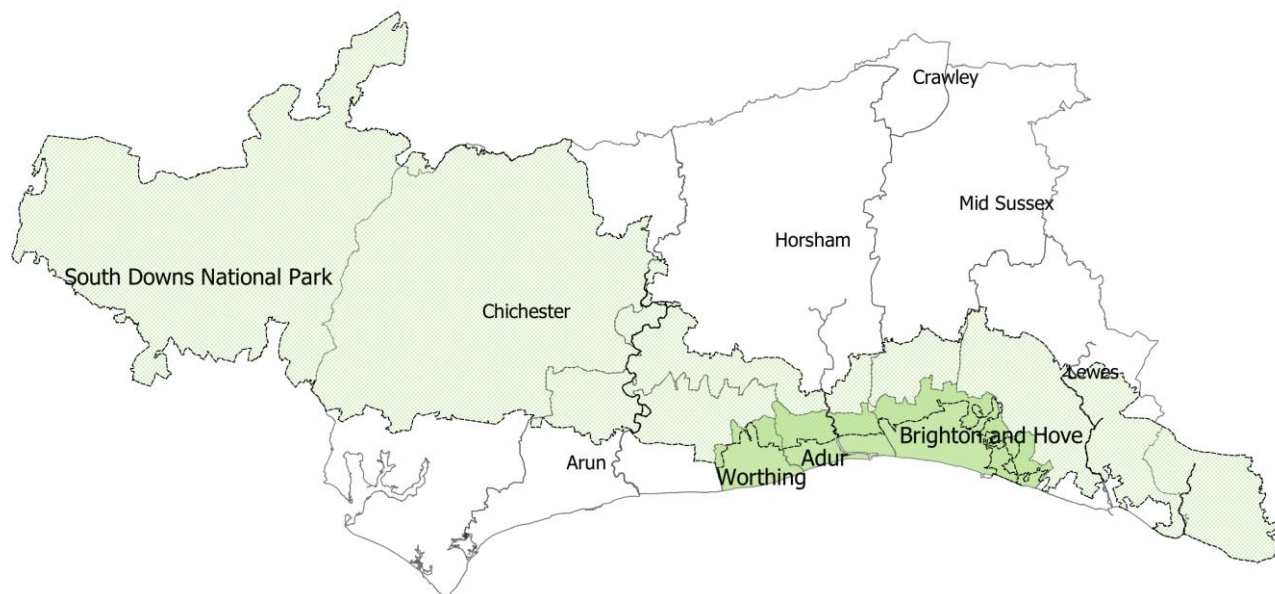 Crawley
Mid Sussex
Horsham
South Downs National Park
Chichester
Lewes
Brighton and Hove
Arun
Adur
Worthing